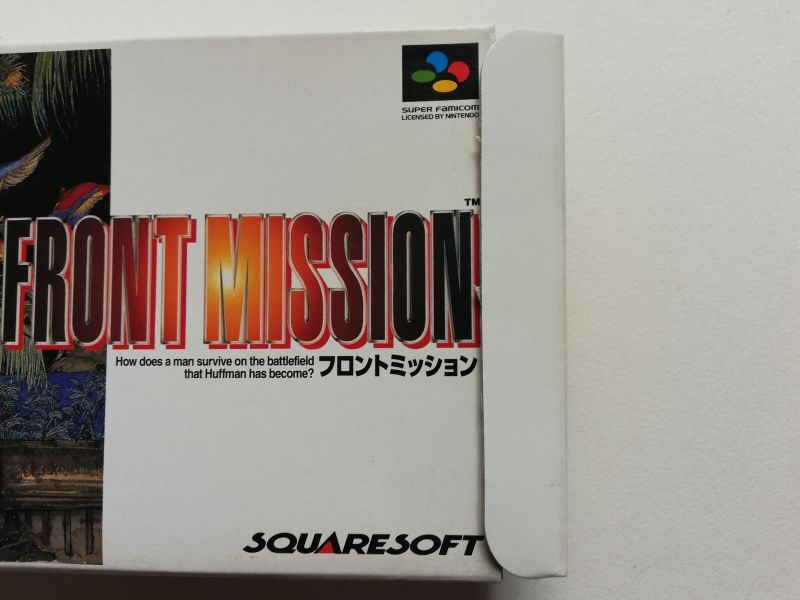 SUPER FAMICOM
LICENSED BY NINTENDO
TM
FRONT MISSION
How does a man survive on the battlefield
that Huffman has become?
フロントミッション
SQUARESOFT